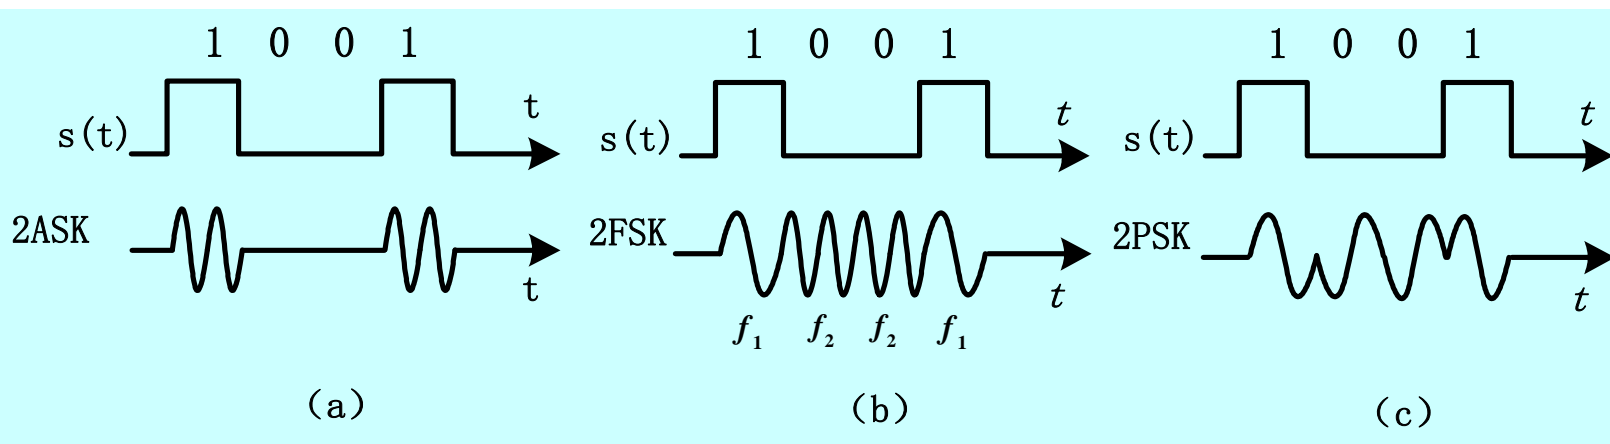 1 0 0 1
s(t)
t
2ASK
t
(a)
1 0 0 1
s(t)
t
2FSK
t
f1 f2 f2 f1
(b)
1 0 0 1
s(t)
t
2PSK
t
(c)